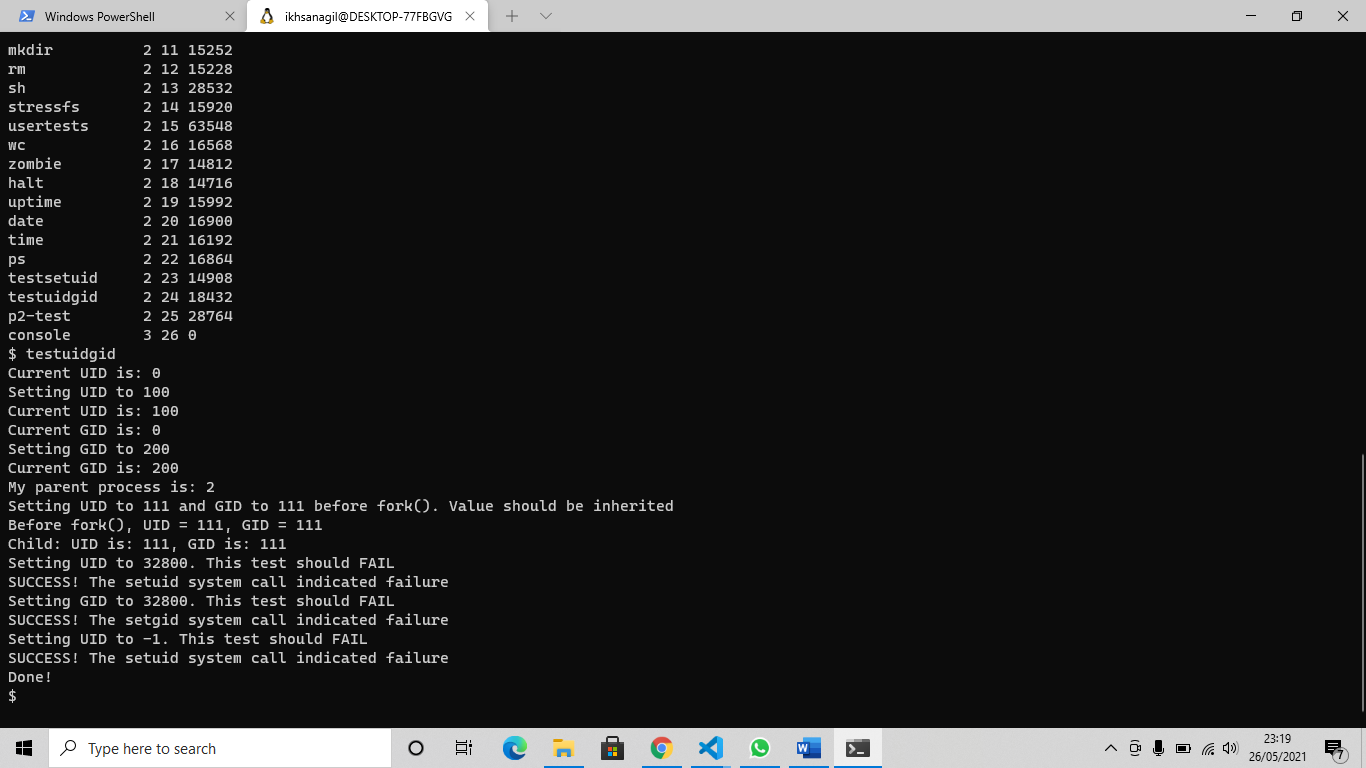 Windows PowerShell
ikhsanagil@DESKTOP-77FBGVG
mkdir 2 11 15252
rm 2 12 15228
sh 2 13 28532
stressfs 2 14 15920
usertests 2 15 63548
wc 2 16 16568
zombie 2 17 14812
halt 2 18 14716
uptime 2 19 15992
date 2 20 16900
time 2 21 16192
ps 2 22 16864
testsetuid 2 23 14908
testuidgid 2 24 18432
p2-test 2 25 28764
console 3 26 0
$ testuidgid
Current UID is: 0
Setting UID to 100
Current UID is: 100
Current GID is: 0
Setting GID to 200
Current GID is: 200
My parent process is: 2
Setting UID to 111 and GID to 111 before fork(). Value should be inherited
Before fork(), UID = 111, GID = 111
Child: UID is: 111, GID is: 111
Setting UID to 32800. This test should FAIL
SUCCESS! The setuid system call indicated failure
Setting GID to 32800. This test should FAIL
SUCCESS! The setgid system call indicated failure
Setting UID to -1. This test should FAIL
SUCCESS! The setuid system call indicated failure
Done!
$
Type here to search
23:19
26/05/2021
7